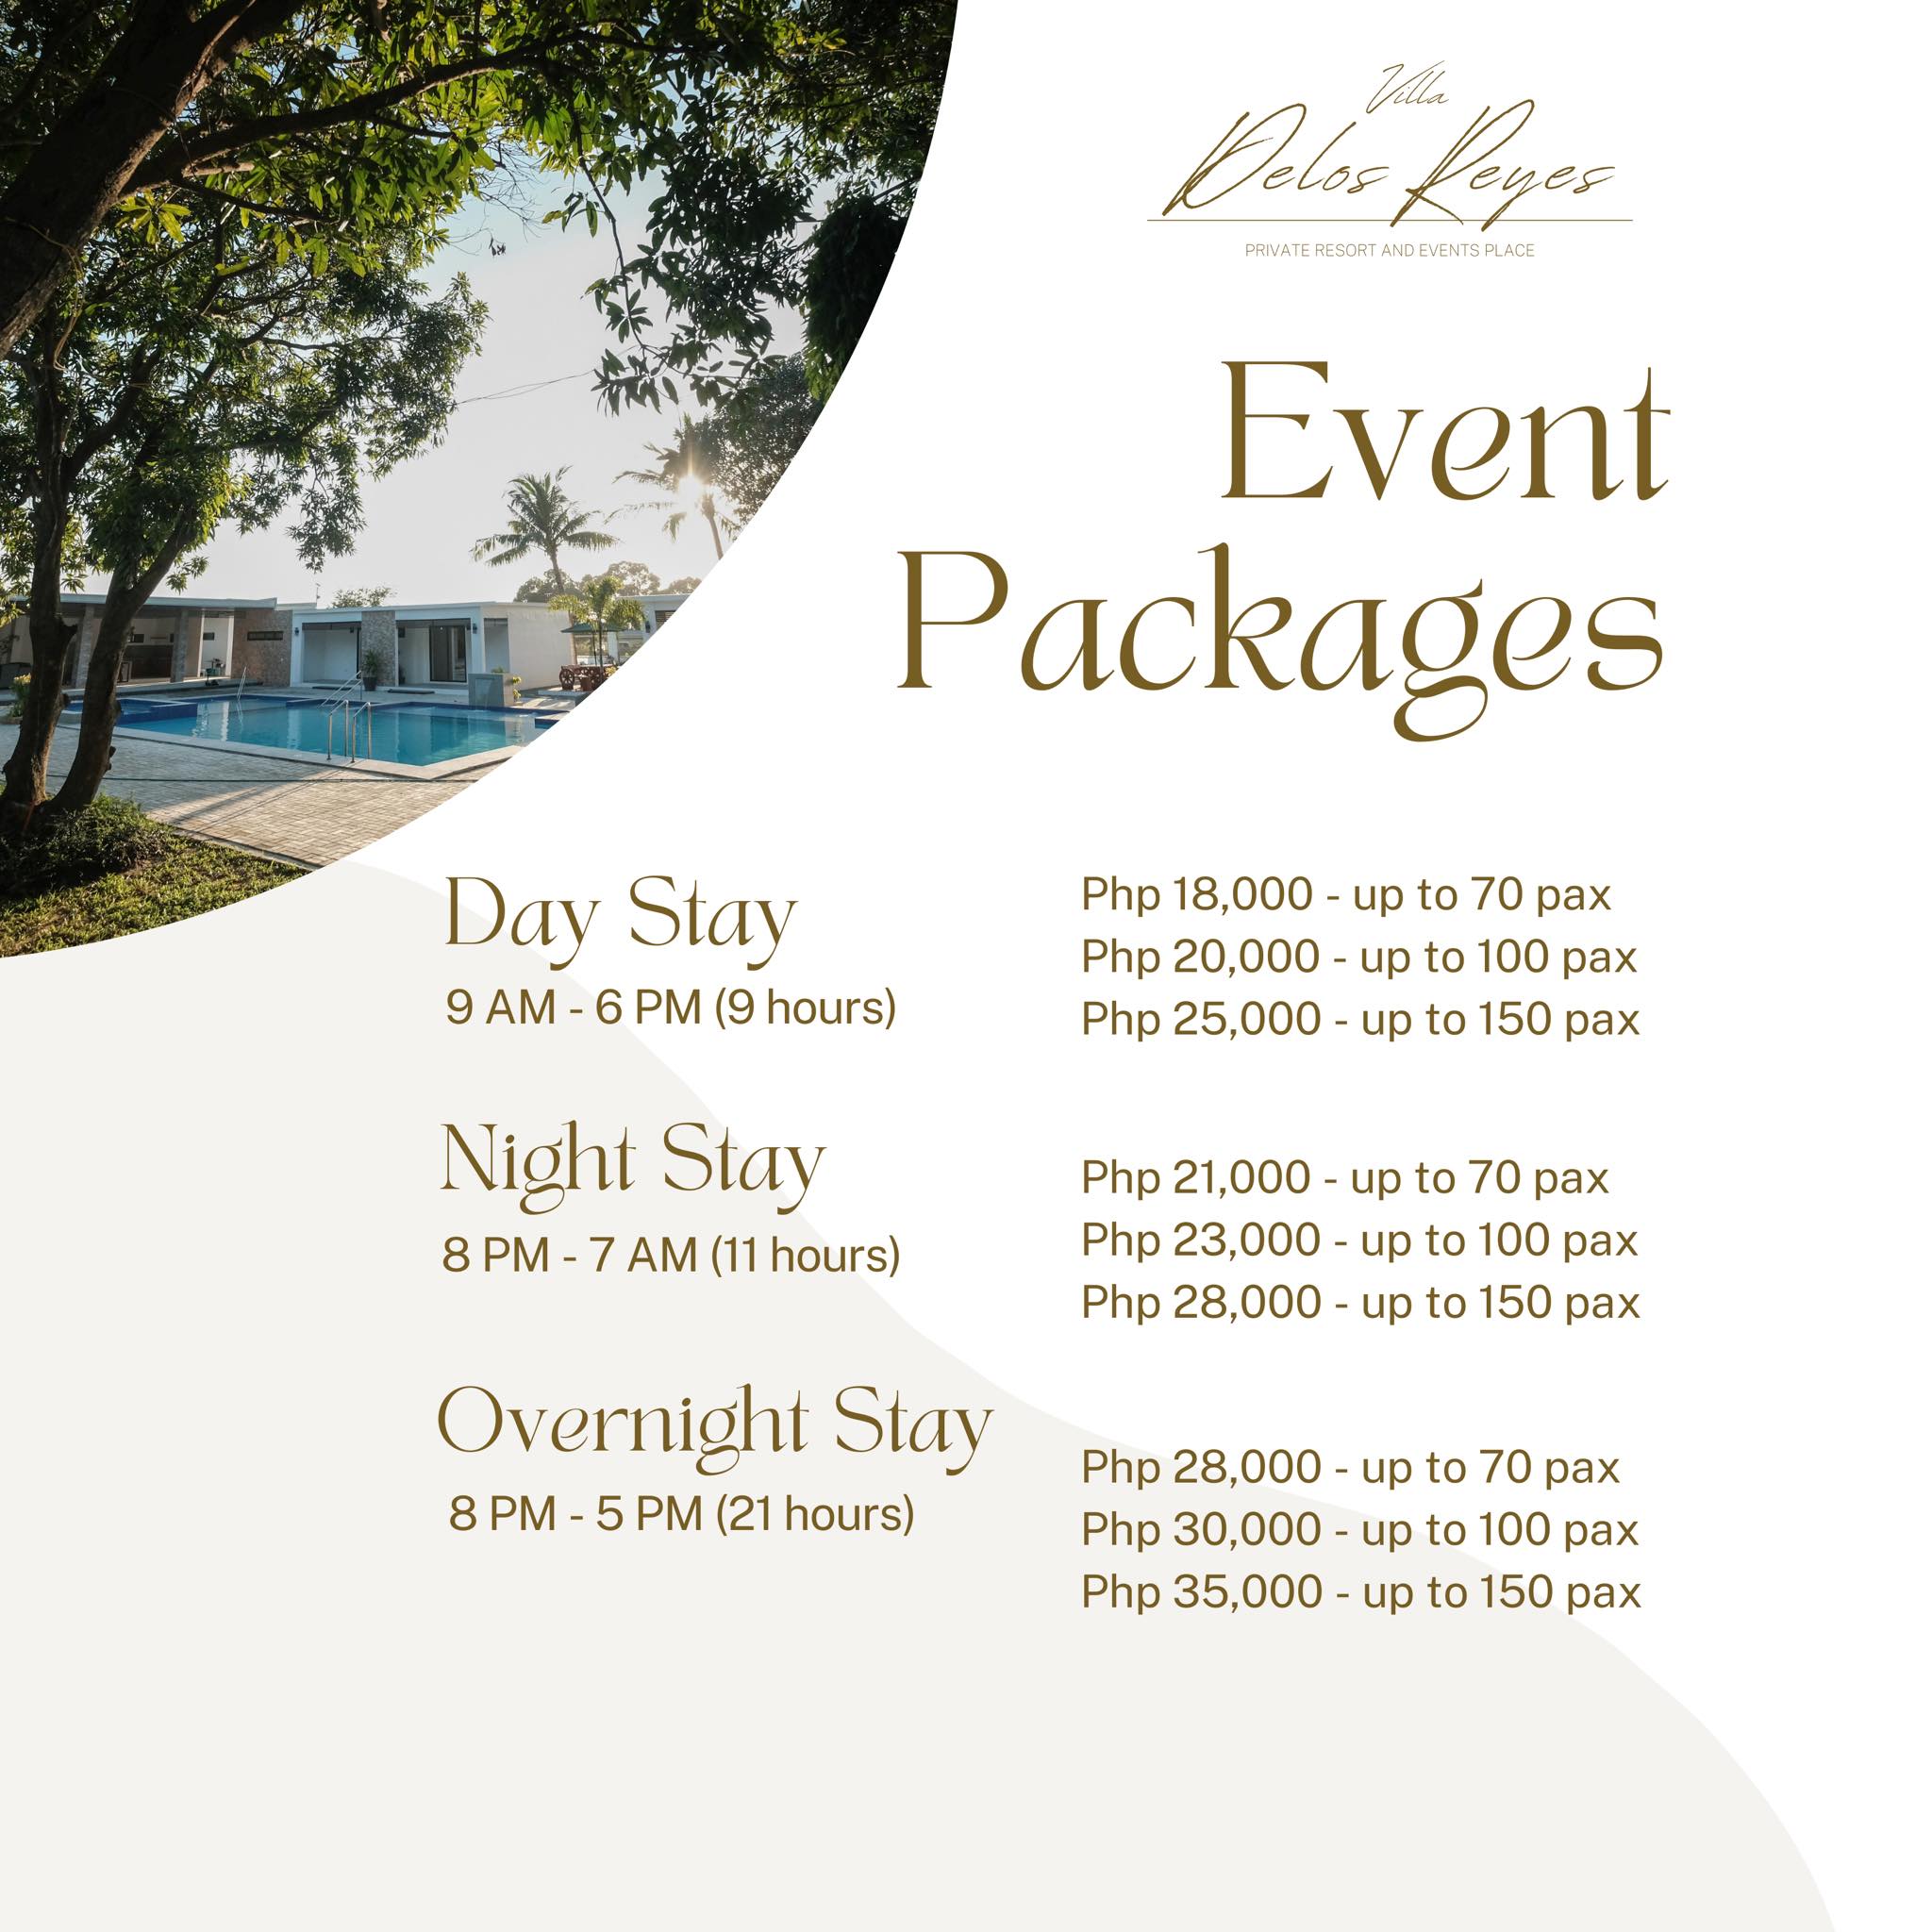 Villa
Delos Reyes
PRIVATE RESORT AND EVENTS PLACE
Event
Packages
Day Stay
9 AM - 6 PM (9 hours)
Php 18,000 - up to 70 pax
Php 20,000 - up to 100 pax
Php 25,000 - up to 150 pax
Night Stay
8 PM - 7 AM (11 hours)
Php 21,000 - up to 70 pax
Php 23,000 - up to 100 pax
Php 28,000 - up to 150 pax
Overnight Stay
8 PM - 5 PM (21 hours)
Php 28,000 - up to 70 pax
Php 30,000 - up to 100 pax
Php 35,000 - up to 150 pax